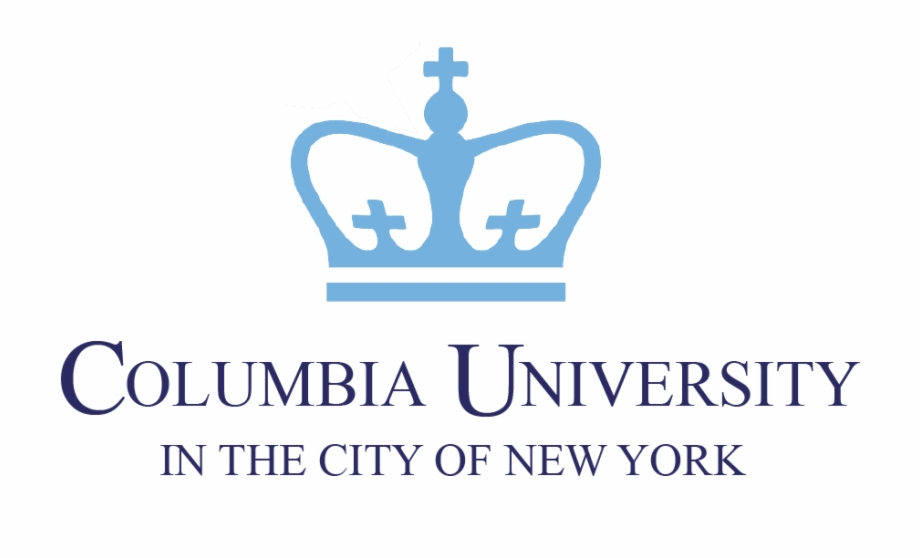 COLUMBIA UNIVERSITY
IN THE CITY OF NEW YORK